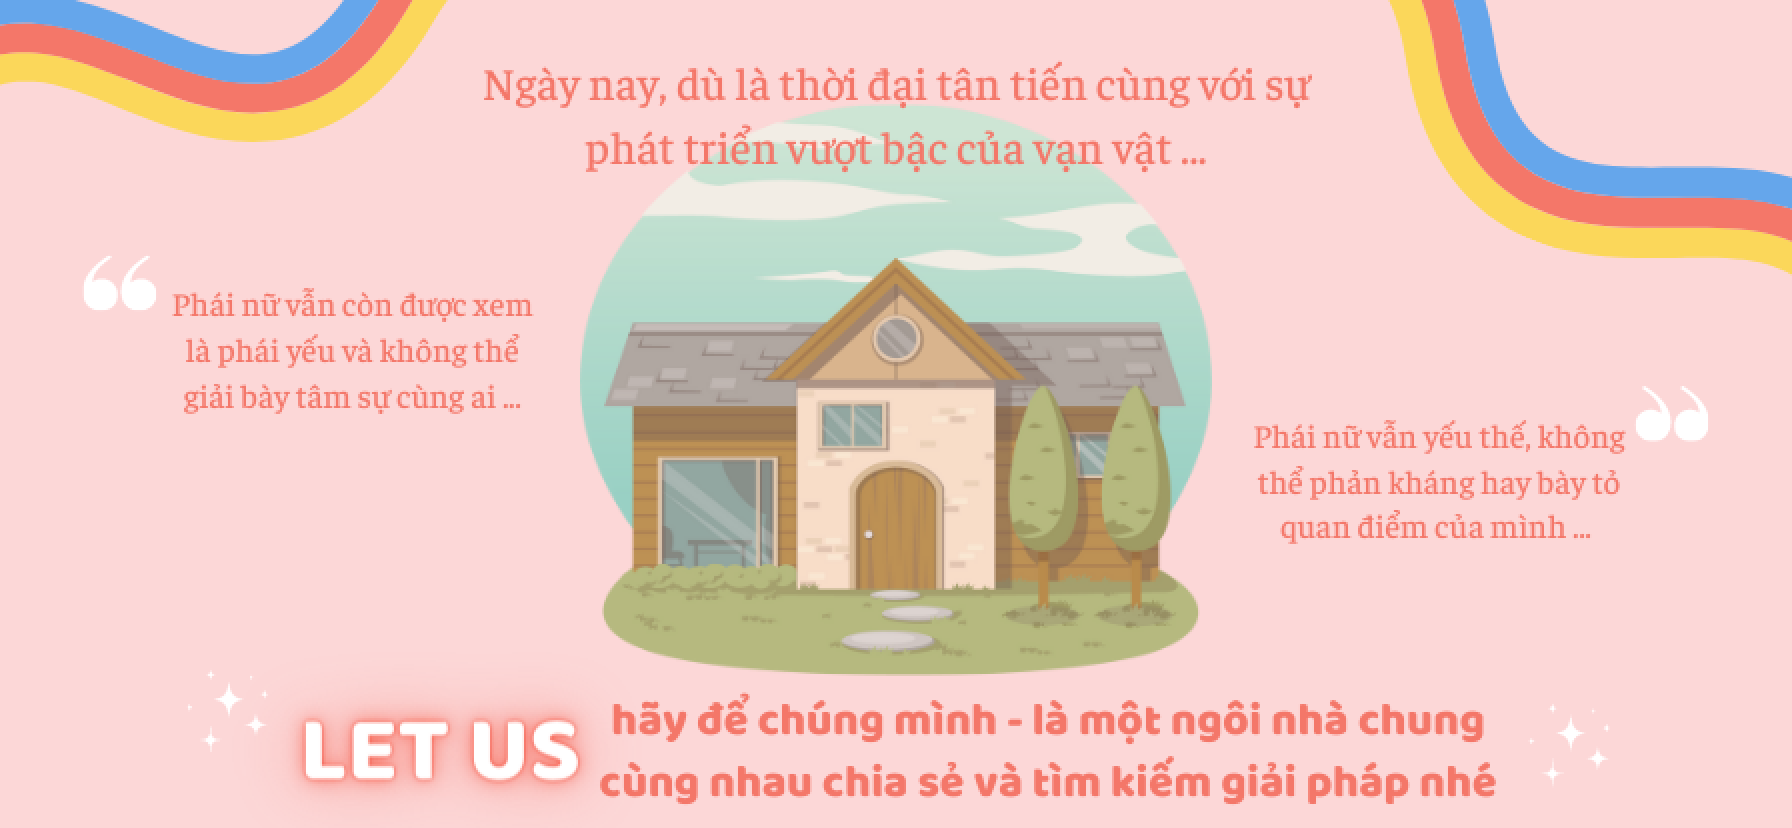 Ngày nay, dù là thời đại tân tiến cùng với sự
phát triển vượt bậc của vạn vật ...
“ Phái nữ vẫn còn được xem
là phái yếu và không thể
giải bày tâm sự cùng ai ...
Phái nữ vẫn yếu thế, không ”
thể phản kháng hay bày tỏ
quan điểm của mình ...
LET US
hãy để chúng mình - là một ngôi nhà chung
cùng nhau chia sẻ và tìm kiếm giải pháp nhé